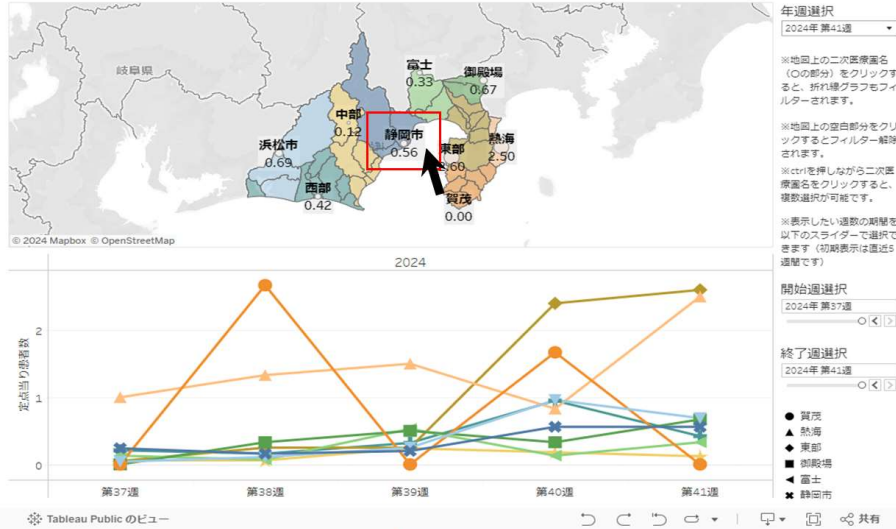 年週選択
2024年 第41週
※地図上の二次医療圏名
（○の部分）をクリックす
ると、折れ線グラフもフィ
ルターされます。
※地図上の空白部分をクリ
ックするとフィルター解除
されます。
※ctrlを押しながら二次医
療圏名をクリックすると、
複数選択が可能です。
※表示したい週数の期間を
以下のスライダーで選択で
きます（初期表示は直近5
週間です）
開始週選択
2024年 第37週
終了週選択
2024年 第41週
賀茂
熱海
東部
御殿場
富士
静岡市
岐阜県
富士
0.33
御殿場
0.67
中部
0.12
静岡市
0.56
東部
2.60
熱海
2.50
浜松市
0.69
西部
0.42
賀茂
0.00
© 2024 Mapbox © OpenStreetMap
2024
定点当り患者数
2
1
0
第37週
第38週
第39週
第40週
第41週
Tableau Public のビュー
共有